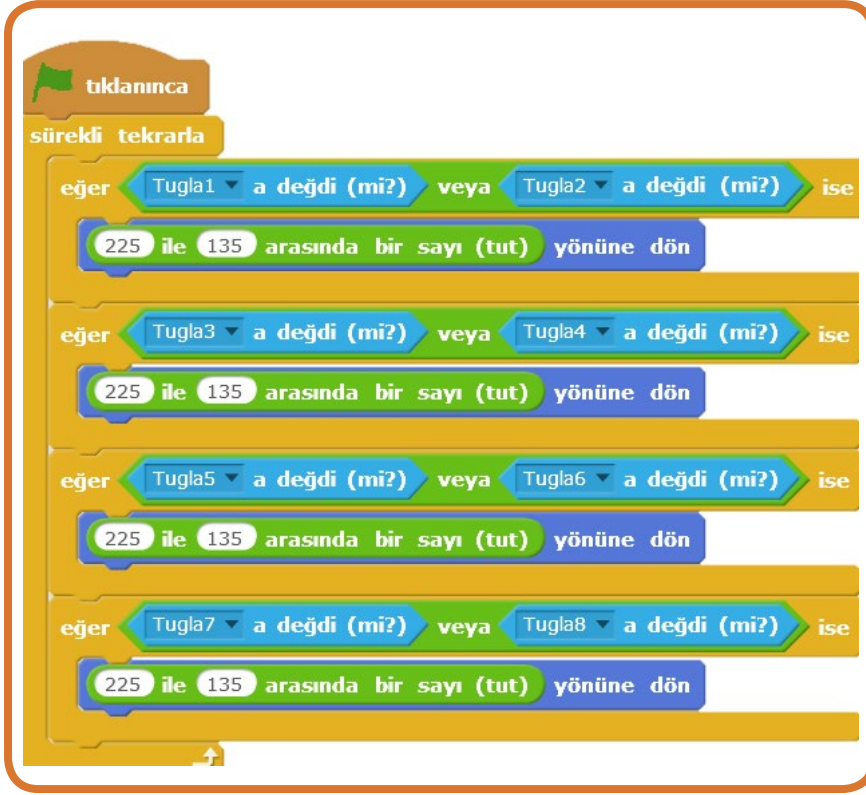 tıklanınca
sürekli tekrarla
eğer Tugla1 a değdi (mi?) veya Tugla2 a değdi (mi?) ise
225 ile 135 arasında bir sayı (tut) yönüne dön
eğer Tugla3 a değdi (mi?) veya Tugla4 a değdi (mi?) ise
225 ile 135 arasında bir sayı (tut) yönüne dön
eğer Tugla5 a değdi (mi?) veya Tugla6 a değdi (mi?) ise
225 ile 135 arasında bir sayı (tut) yönüne dön
eğer Tugla7 a değdi (mi?) veya Tugla8 a değdi (mi?) ise
225 ile 135 arasında bir sayı (tut) yönüne dön